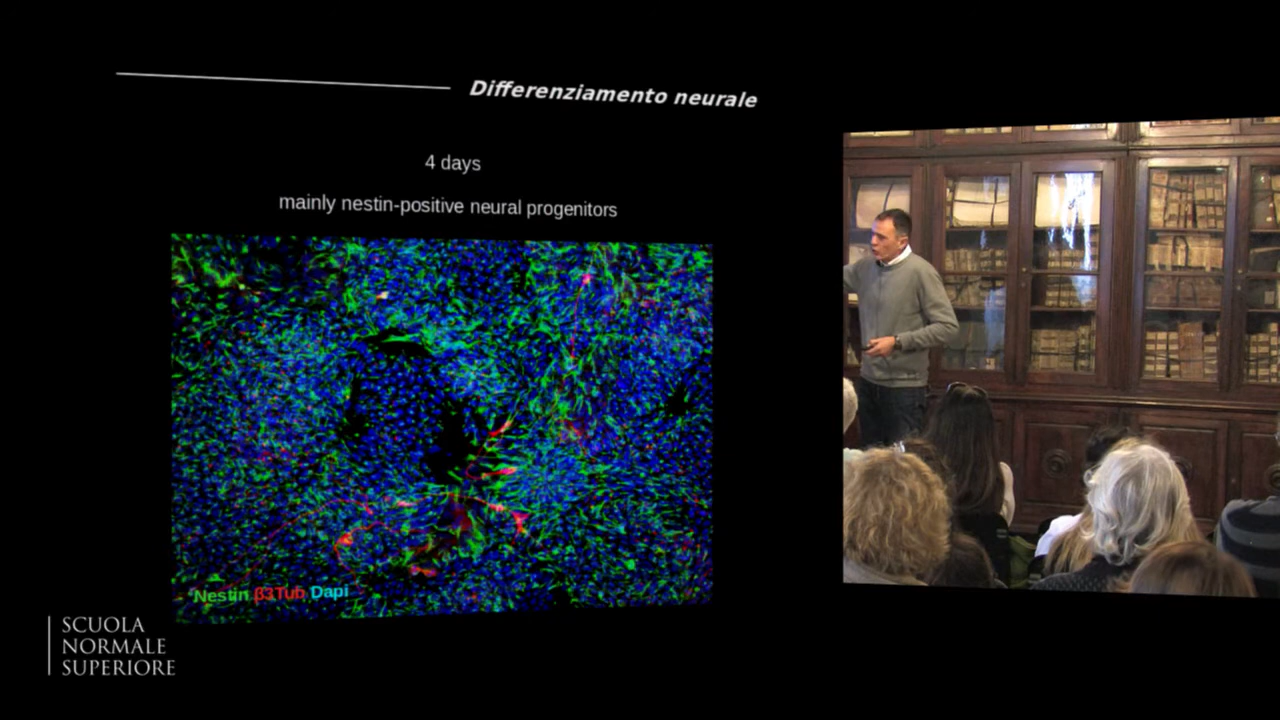 Differenziamento neurale
4 days
mainly nestin-positive neural progenitors
Nestin β3Tub Dapi
SCUOLA
NORMALE
SUPERIORE